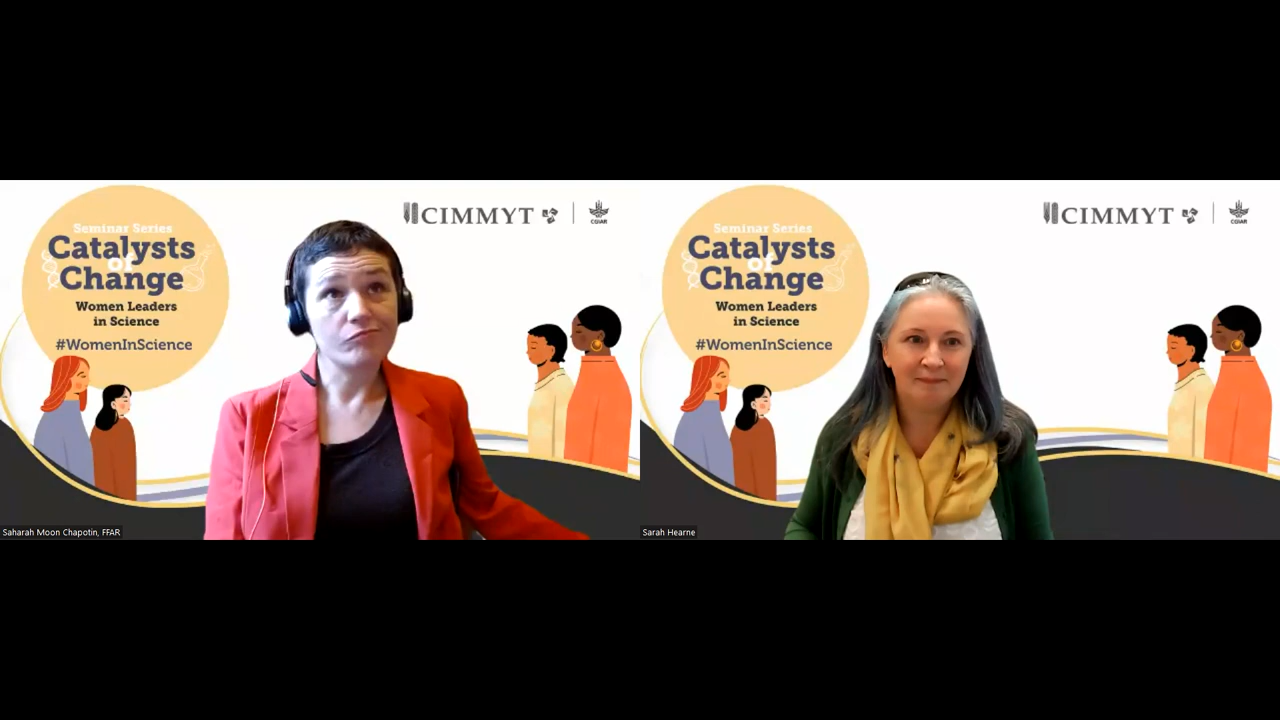 Seminar Series
Catalysts
of
Change
Women Leaders
in Science
#WomenInScience
CIMMYT
CGIAR
Saharah Moon Chapotin, FFAR
Seminar Series
Catalysts
of
Change
Women Leaders
in Science
#WomenInScience
CIMMYT
CGIAR
Sarah Hearne